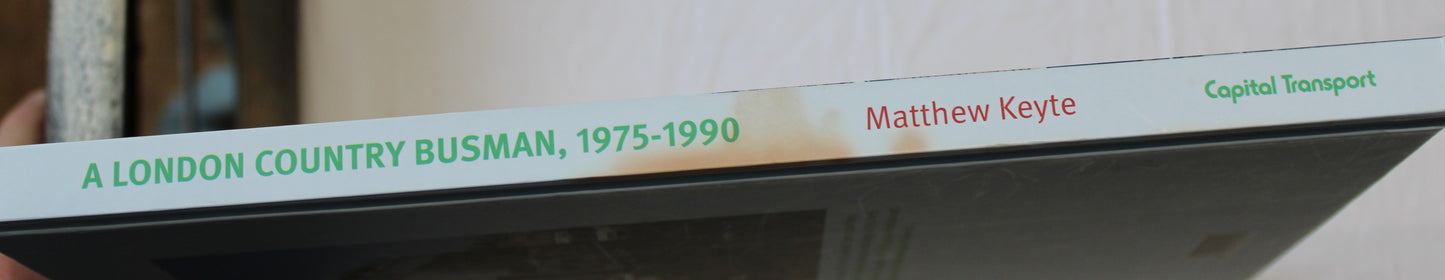 A LONDON COUNTRY BUSMAN, 1975-1990 Matthew Keyte Capital Transport